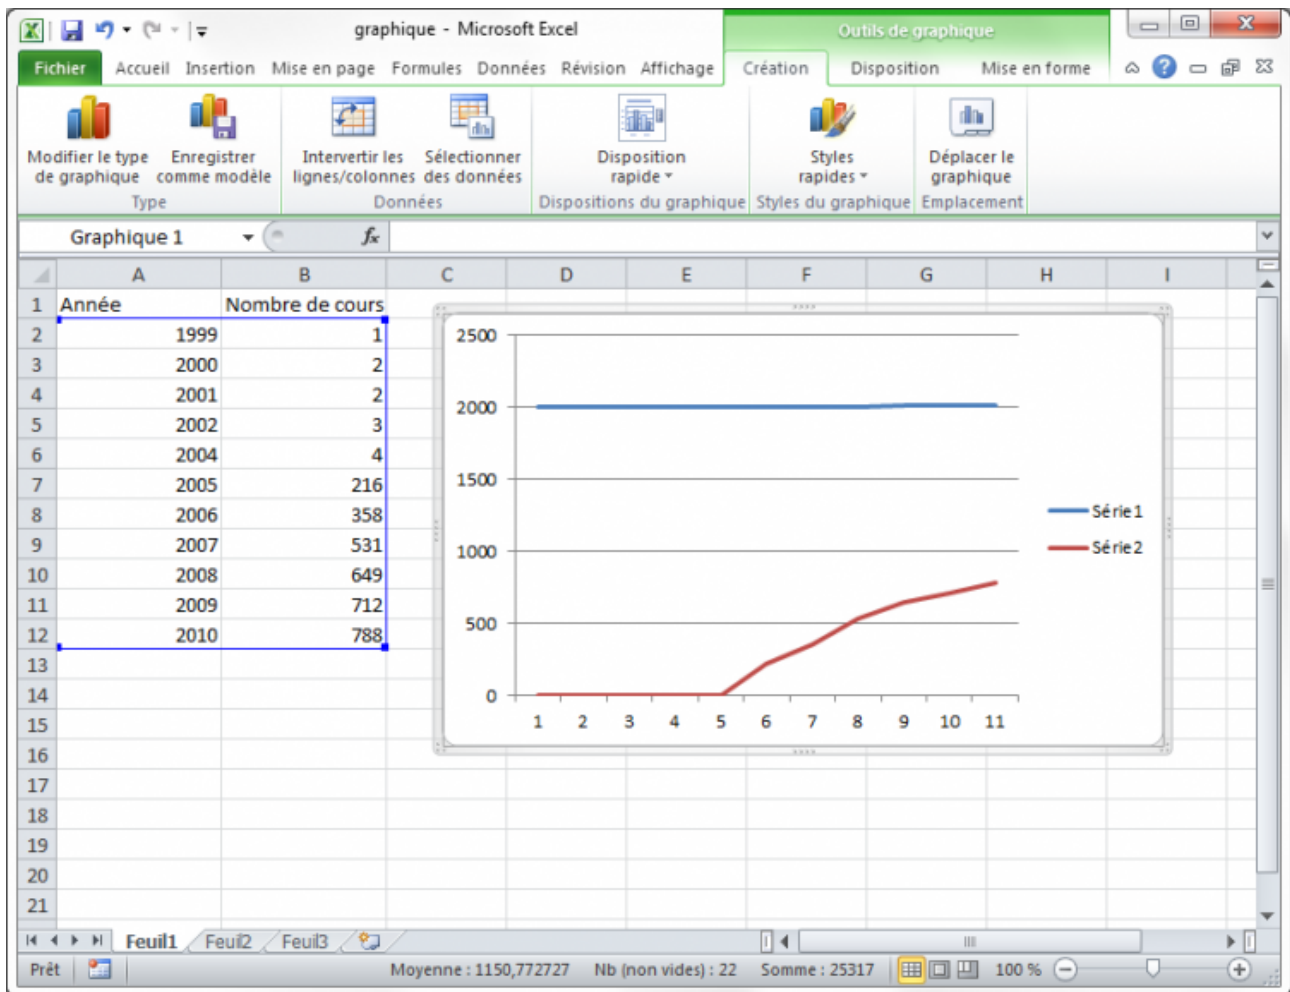 graphique - Microsoft Excel
Outils de graphique
Fichier Accueil Insertion Mise en page Formules Données Révision Affichage Création Disposition Mise en forme
Modifier le type de graphique
Enregistrer comme modèle
Intervertir les lignes/colonnes
Sélectionner des données
Disposition rapide
Styles rapides
Déplacer le graphique
Type Données Dispositions du graphique Styles du graphique Emplacement
Graphique 1 fx
A B C D E F G H I
1 Année Nombre de cours
2 1999 1
3 2000 2
4 2001 2
5 2002 3
6 2004 4
7 2005 216
8 2006 358
9 2007 531
10 2008 649
11 2009 712
12 2010 788
13
14
15
16
17
18
19
20
21
2500
2000
1500
1000
500
0
1 2 3 4 5 6 7 8 9 10 11
Série1
Série2
Feuil1 Feuil2 Feuil3
Prêt Moyenne : 1150,772727 Nb (non vides) : 22 Somme : 25317 100 %